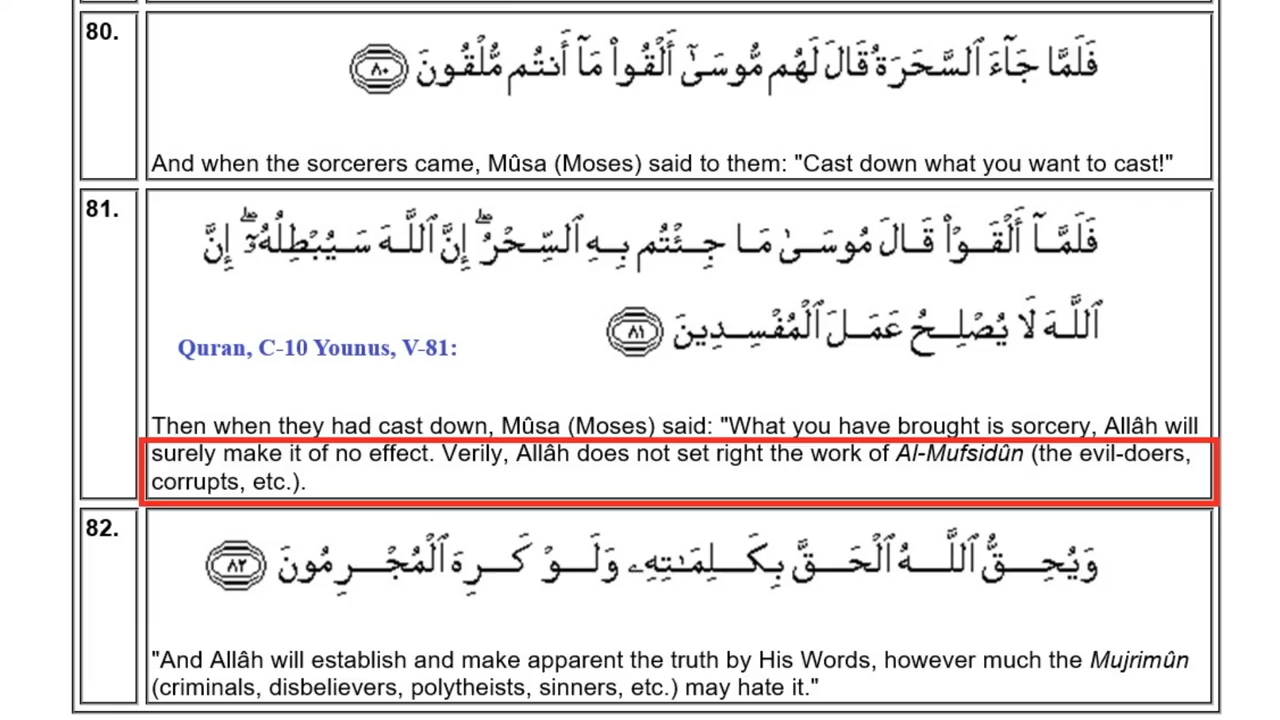 80.
فَلَمَّا جَآءَ ٱلسَّحَرَةُ قَالَ لَهُم مُّوسَىٰٓ أَلْقُوا۟ مَآ أَنتُم مُّلْقُونَ ٨٠
And when the sorcerers came, Mûsa (Moses) said to them: "Cast down what you want to cast!"
81.
فَلَمَّآ أَلْقَوْا۟ قَالَ مُوسَىٰ مَا جِئْتُم بِهِ ٱلسِّحْرُ ۖ إِنَّ ٱللَّهَ سَيُبْطِلُهُۥٓ ۖ إِنَّ
ٱللَّهَ لَا يُصْلِحُ عَمَلَ ٱلْمُفْسِدِينَ ٨١
Quran, C-10 Younus, V-81:
Then when they had cast down, Mûsa (Moses) said: "What you have brought is sorcery, Allâh will
surely make it of no effect. Verily, Allâh does not set right the work of Al-Mufsidûn (the evil-doers,
corrupts, etc.).
82.
وَيُحِقُّ ٱللَّهُ ٱلْحَقَّ بِكَلِمَـٰتِهِۦ وَلَوْ كَرِهَ ٱلْمُجْرِمُونَ ٨٢
"And Allâh will establish and make apparent the truth by His Words, however much the Mujrimûn
(criminals, disbelievers, polytheists, sinners, etc.) may hate it."